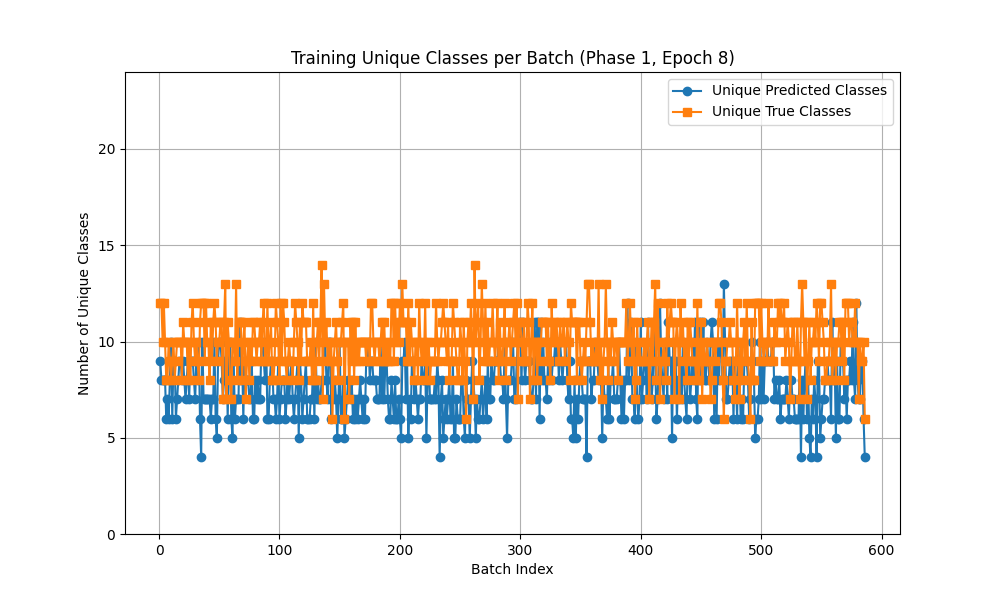 Training Unique Classes per Batch (Phase 1, Epoch 8)
Unique Predicted Classes
Unique True Classes
Number of Unique Classes
20
15
10
5
0
0 100 200 300 400 500 600
Batch Index